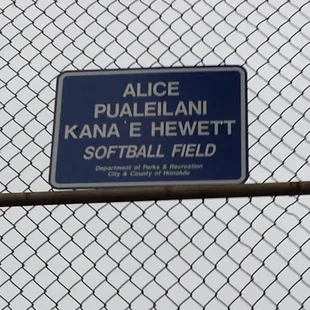 ALICE
PUALEILANI
KANA'E HEWETT
SOFTBALL FIELD
Department of Parks & Recreation
City & County of Honolulu